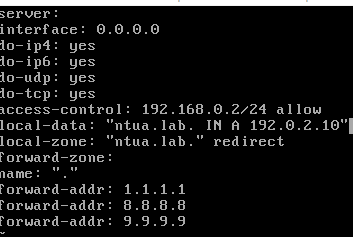 server:
interface: 0.0.0.0
do-ip4: yes
do-ip6: yes
do-udp: yes
do-tcp: yes
access-control: 192.168.0.2/24 allow
local-data: "ntua.lab. IN A 192.0.2.10"
local-zone: "ntua.lab." redirect
forward-zone:
name: "."
forward-addr: 1.1.1.1
forward-addr: 8.8.8.8
forward-addr: 9.9.9.9
~